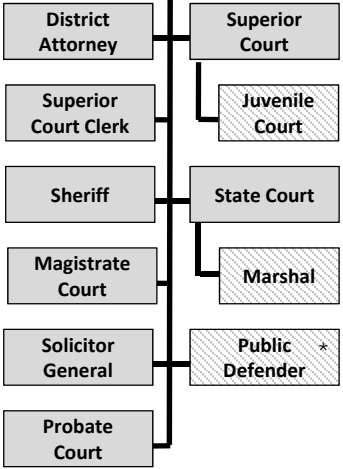 District
Attorney
Superior
Court
Superior
Court Clerk
Juvenile
Court
Sheriff
State Court
Magistrate
Court
Marshal
Solicitor
General
Public *
Defender
Probate
Court